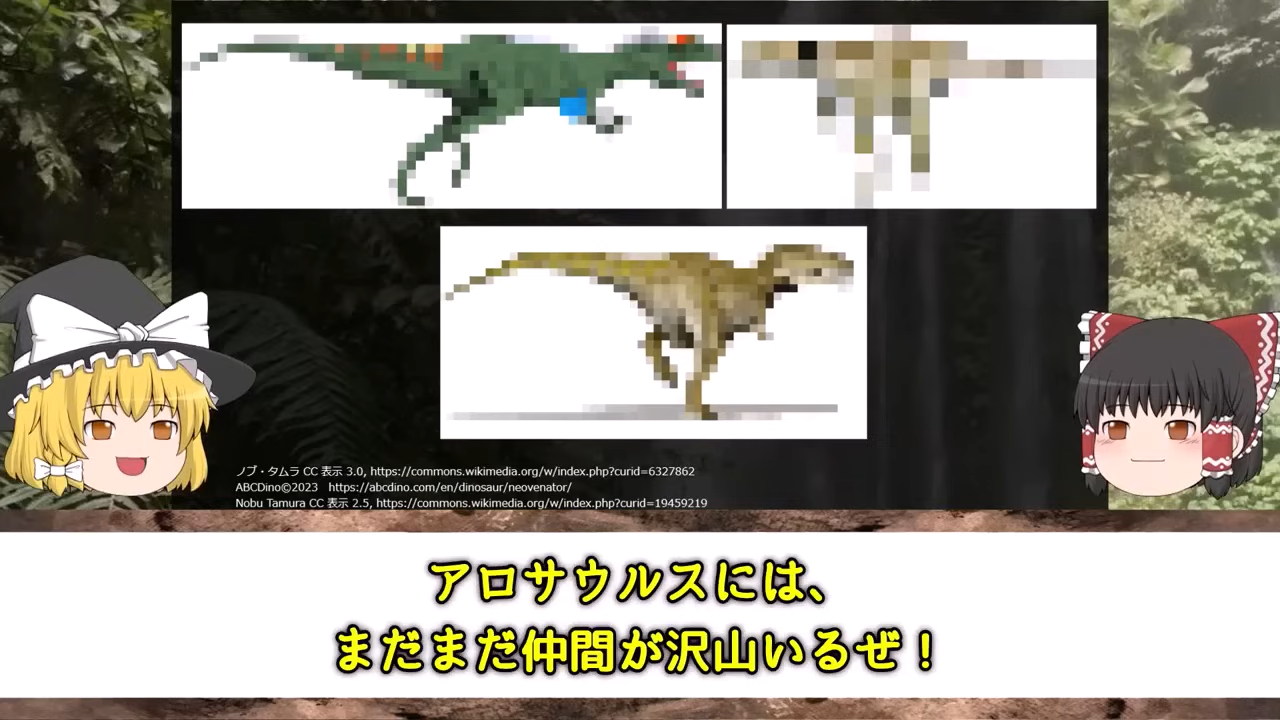 ノブ・タムラ CC 表示 3.0, https://commons.wikimedia.org/w/index.php?curid=6327862
ABCDino©2023 https://abcdino.com/en/dinosaur/neovenator/
Nobu Tamura CC 表示 2.5, https://commons.wikimedia.org/w/index.php?curid=19459219
アロサウルスには、
まだまだ仲間が沢山いるぜ！